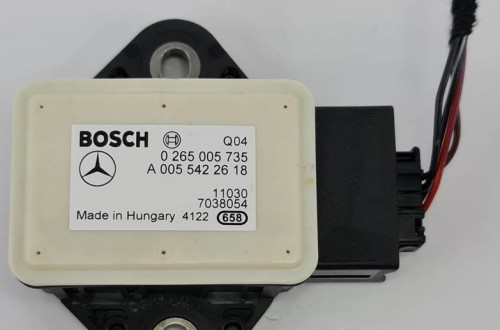 BOSCH Q04
0 265 005 735
A 005 542 26 18
11030
7038054
Made in Hungary 4122 658